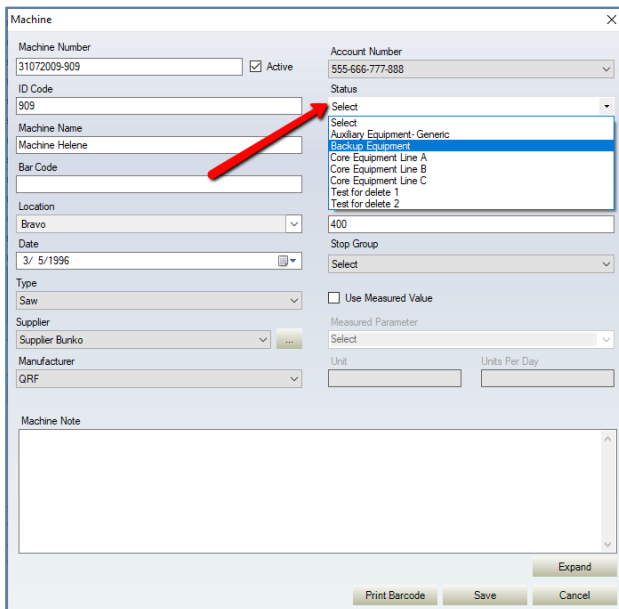 Machine
Machine Number
31072009-909
Active
ID Code
909
Machine Name
Machine Helene
Bar Code
Location
Bravo
Date
3/ 5/1996
Type
Saw
Supplier
Supplier Bunko
...
Manufacturer
QRF
Account Number
555-666-777-888
Status
Select
Select
Auxiliary Equipment- Generic
Backup Equipment
Core Equipment Line A
Core Equipment Line B
Core Equipment Line C
Test for delete 1
Test for delete 2
400
Stop Group
Select
Use Measured Value
Measured Parameter
Select
Unit
Units Per Day
Machine Note
Expand
Print Barcode
Save
Cancel